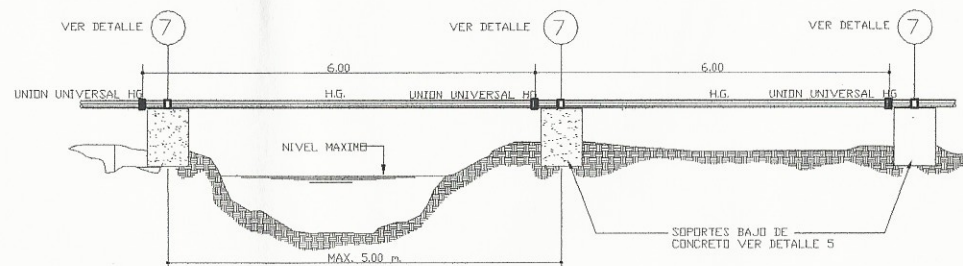 VER DETALLE 7
VER DETALLE 7
VER DETALLE 7
6.00
6.00
UNION UNIVERSAL HG
H.G.
UNION UNIVERSAL HG
H.G.
UNION UNIVERSAL HG
NIVEL MAXIMO
SOPORTES BAJO DE
CONCRETO VER DETALLE 5
MAX. 5.00 m.